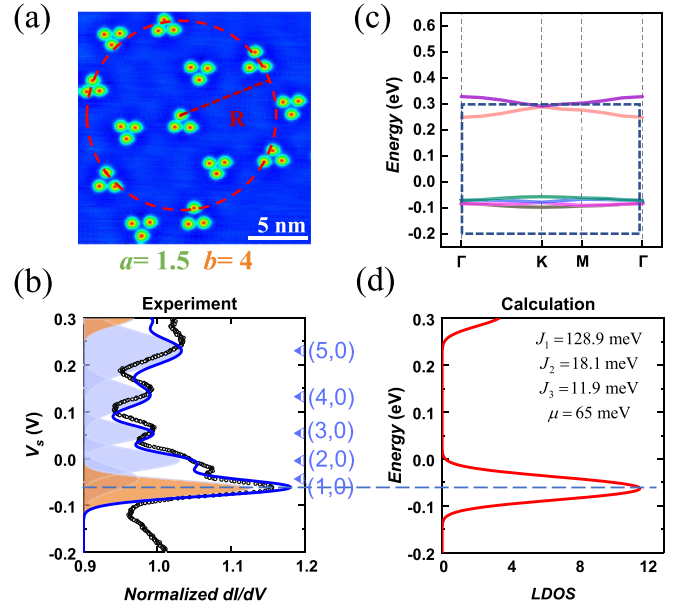 (a)
R
5 nm
a= 1.5 b= 4
(c)
Energy (eV)
0.6
0.5
0.4
0.3
0.2
0.1
0.0
-0.1
-0.2
Γ K M Γ
(b)
Experiment
V_s (V)
0.3
0.2
0.1
0.0
-0.1
-0.2
(5,0)
(4,0)
(3,0)
(2,0)
(1,0)
0.9 1.0 1.1 1.2
Normalized dI/dV
(d)
Calculation
Energy (eV)
0.3
0.2
0.1
0.0
-0.1
-0.2
J₁ = 128.9 meV
J₂ = 18.1 meV
J₃ = 11.9 meV
μ = 65 meV
0 4 8 12
LDOS